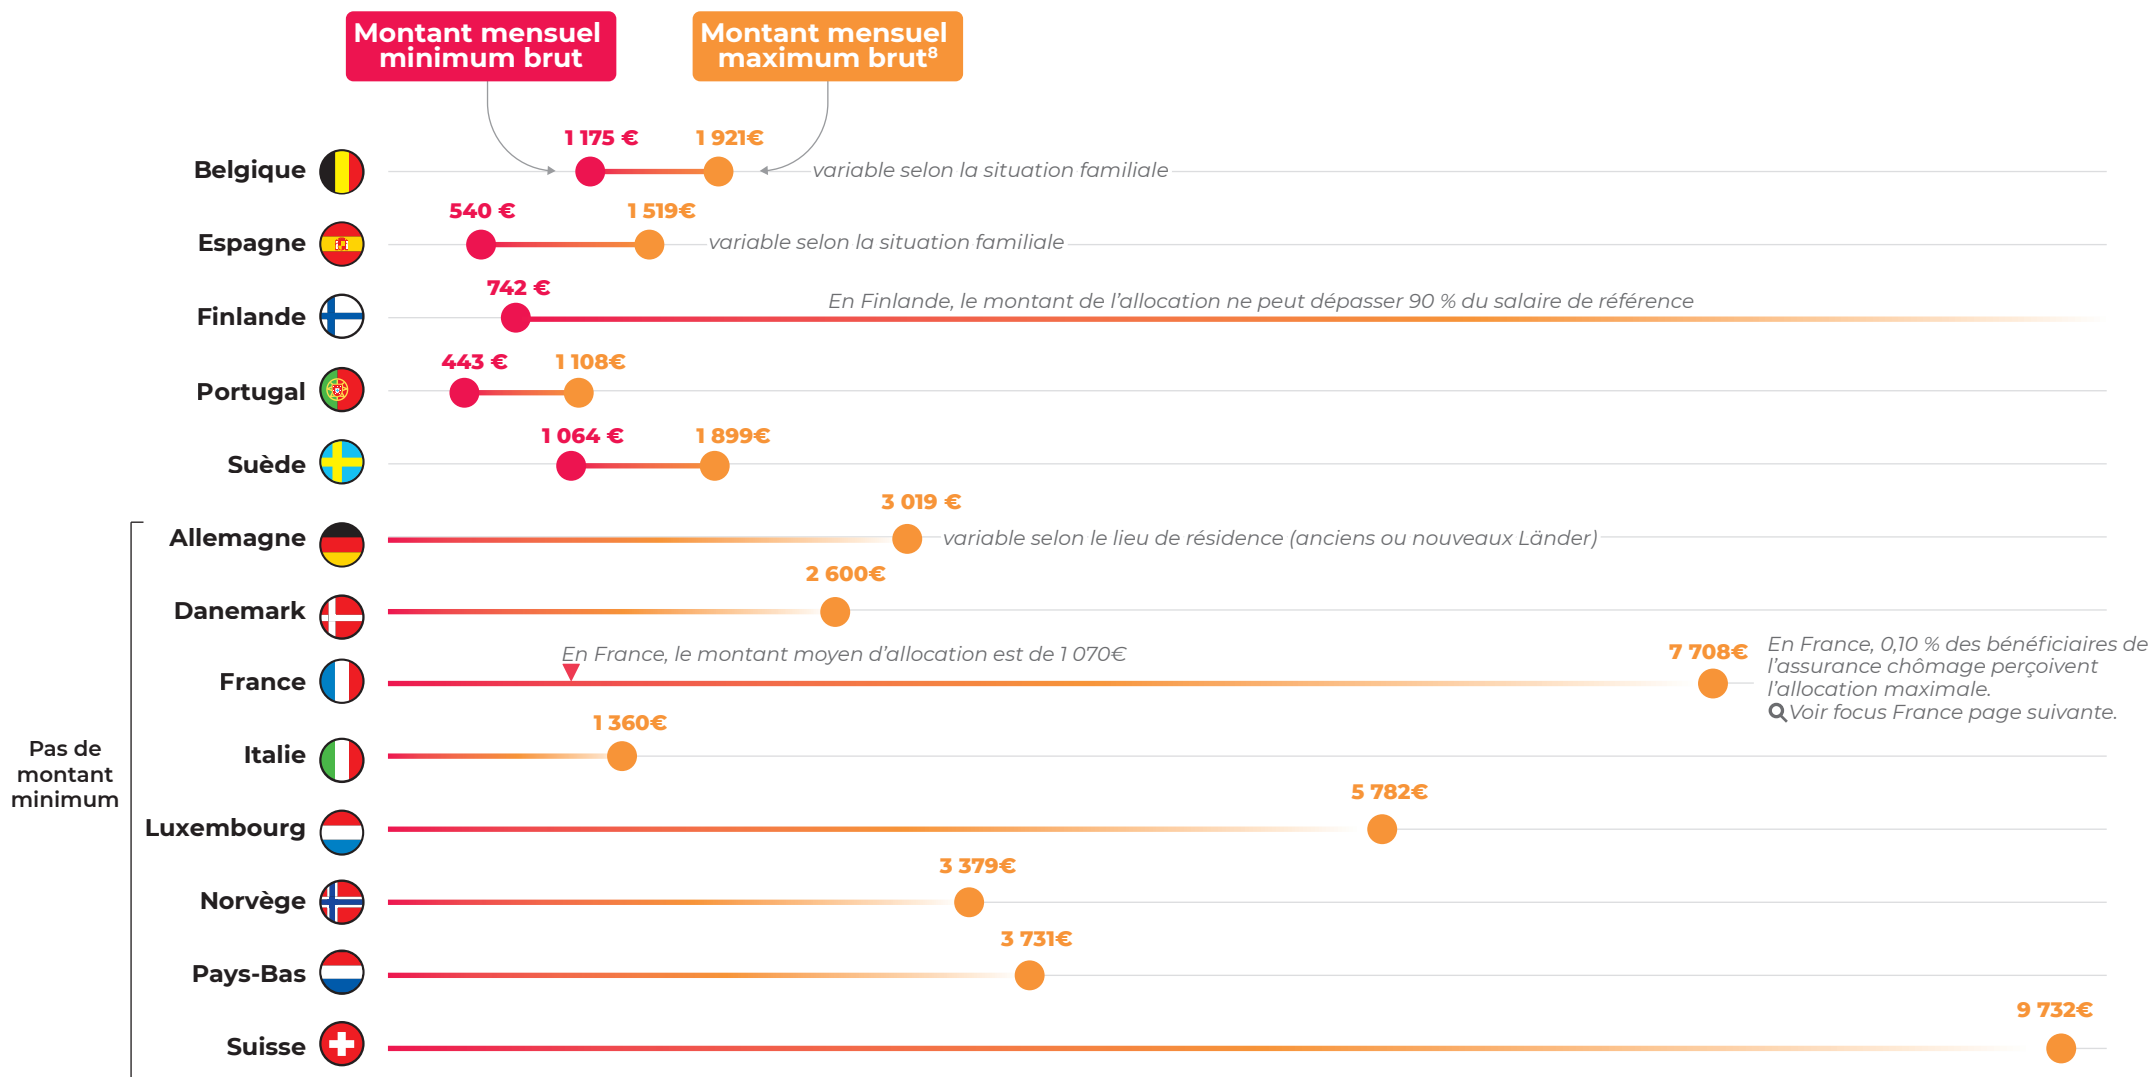 Montant mensuel
minimum brut
Montant mensuel
maximum brut⁸
1 175 €
1 921€
Belgique
variable selon la situation familiale
540 €
1 519€
Espagne
variable selon la situation familiale
742 €
En Finlande, le montant de l’allocation ne peut dépasser 90 % du salaire de référence
Finlande
443 €
1 108€
Portugal
1 064 €
1 899€
Suède
3 019 €
Allemagne
variable selon le lieu de résidence (anciens ou nouveaux Länder)
2 600€
Danemark
En France, le montant moyen d’allocation est de 1 070€
7 708€
En France, 0,10 % des bénéficiaires de
l’assurance chômage perçoivent
l’allocation maximale.
Voir focus France page suivante.
France
1 360€
Italie
Pas de
montant
minimum
5 782€
Luxembourg
3 379€
Norvège
3 731€
Pays-Bas
9 732€
Suisse